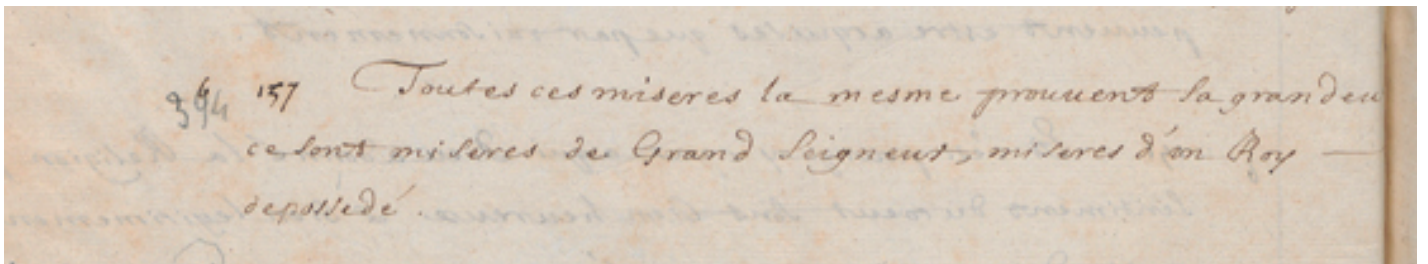 394 157 Toutes ces miseres la mesme prouuent sa grandeu
ce sont miseres de Grand Seigneur, miseres d'un Roy —
depossedé.